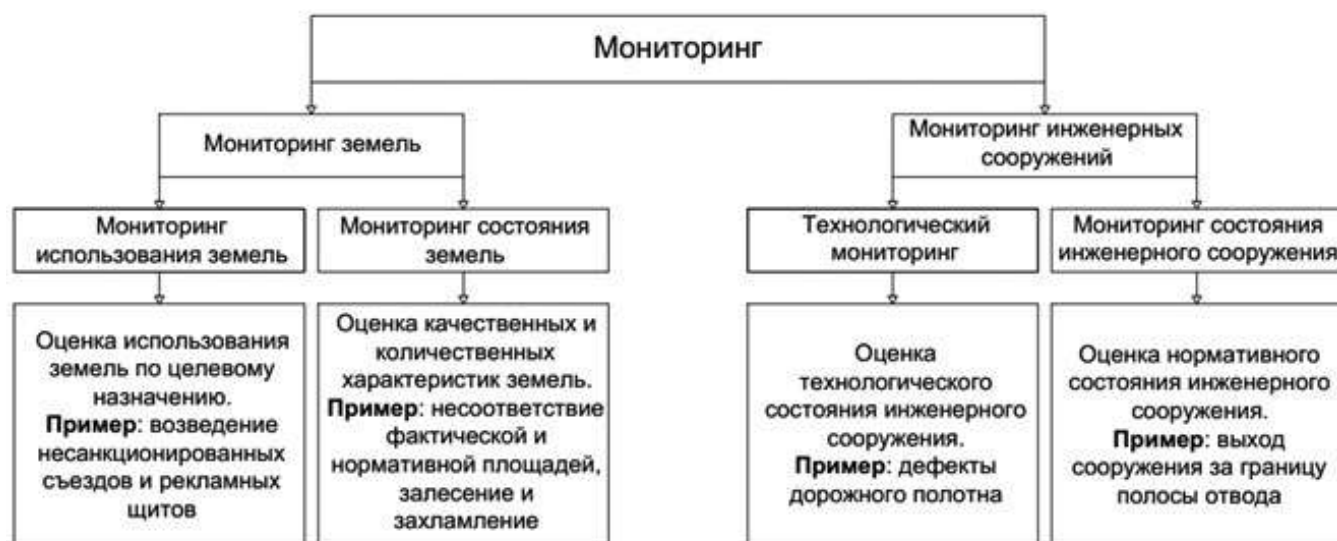 Мониторинг
Мониторинг земель
Мониторинг инженерных
сооружений
Мониторинг
использования земель
Мониторинг состояния
земель
Технологический
мониторинг
Мониторинг состояния
инженерного сооружения
Оценка использования
земель по целевому
назначению.
Пример: возведение
несанкционированных
съездов и рекламных
щитов
Оценка качественных и
количественных
характеристик земель.
Пример: несоответствие
фактической и
нормативной площадей,
залесение и
захламление
Оценка
технологического
состояния инженерного
сооружения.
Пример: дефекты
дорожного полотна
Оценка нормативного
состояния инженерного
сооружения.
Пример: выход
сооружения за границу
полосы отвода